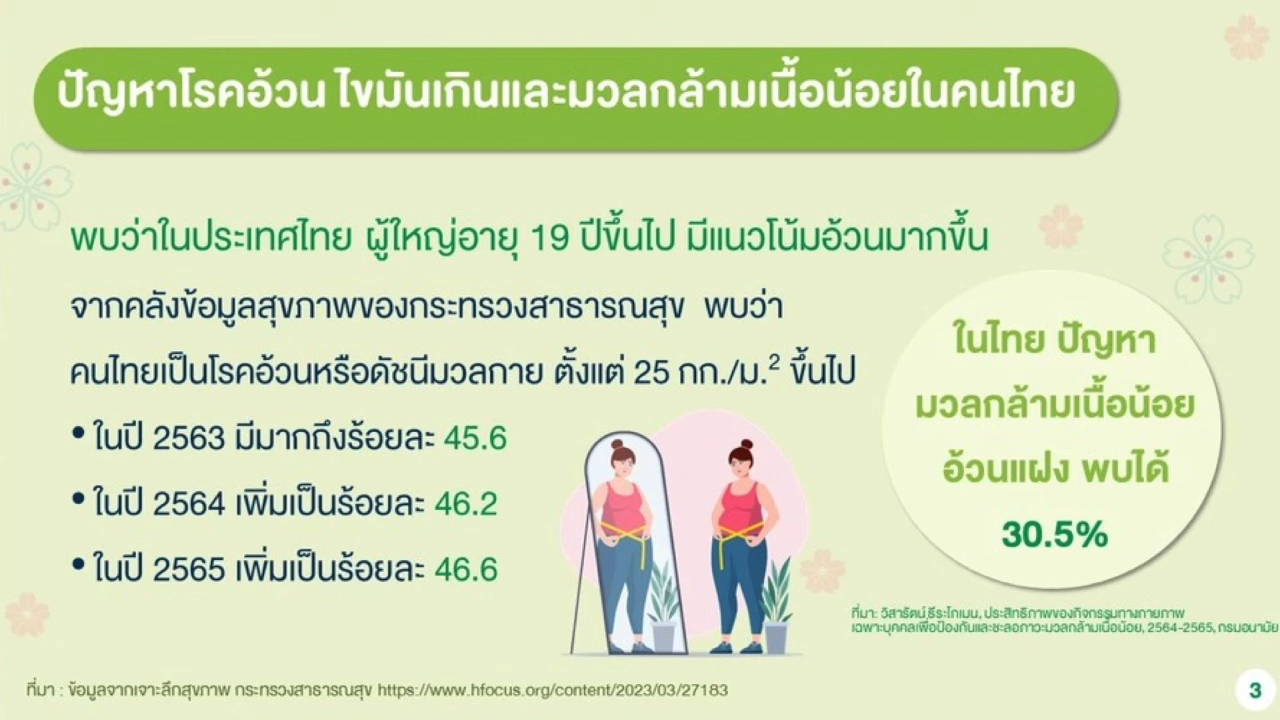 ปัญหาโรคอ้วน ไขมันเกินและมวลกล้ามเนื้อน้อยในคนไทย
พบว่าในประเทศไทย ผู้ใหญ่อายุ 19 ปีขึ้นไป มีแนวโน้มอ้วนมากขึ้น
จากคลังข้อมูลสุขภาพของกระทรวงสาธารณสุข พบว่า
คนไทยเป็นโรคอ้วนหรือดัชนีมวลกาย ตั้งแต่ 25 กก./ม.² ขึ้นไป
• ในปี 2563 มีมากถึงร้อยละ 45.6
• ในปี 2564 เพิ่มเป็นร้อยละ 46.2
• ในปี 2565 เพิ่มเป็นร้อยละ 46.6
ในไทย ปัญหา
มวลกล้ามเนื้อน้อย
อ้วนแฝง พบได้
30.5%
ที่มา: วิสารัตน์ ธีระโกเมน, ประสิทธิภาพของกิจกรรมทางกายภาพ
เฉพาะบุคคลเพื่อป้องกันและชะลอภาวะมวลกล้ามเนื้อน้อย, 2564-2565, กรมอนามัย
ที่มา : ข้อมูลจากเจาะลึกสุขภาพ กระทรวงสาธารณสุข https://www.hfocus.org/content/2023/03/27183
3